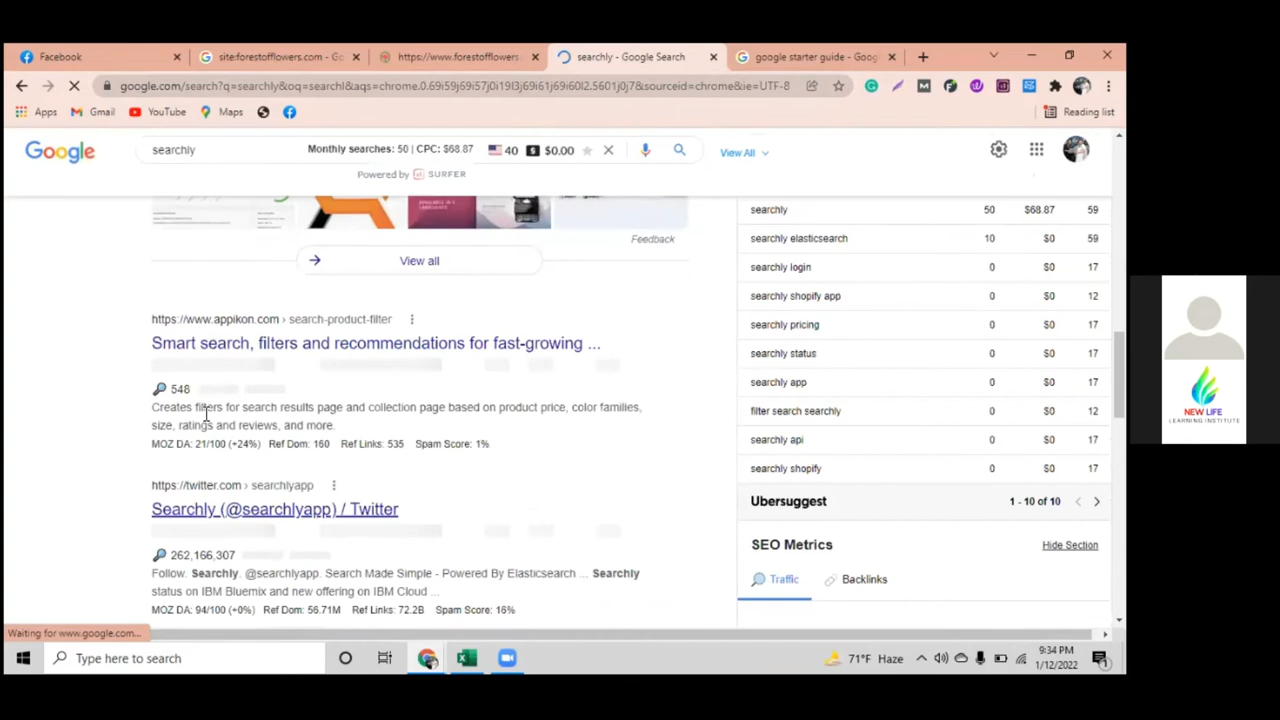 Facebook
site:forestofflowers.com - Go
https://www.forestofflowers
searchly - Google Search
google starter guide - Goog
google.com/search?q=searchly&oq=searchl&aqs=chrome.0.69i59j69i57j0i19l3j69i61j69i60l2.5601j0j7&sourceid=chrome&ie=UTF-8
Apps
Gmail
YouTube
Maps
Reading list
Google
searchly
Monthly searches: 50 | CPC: $68.87
40
$0.00
View All
Powered by SURFER
Feedback
View all
https://www.appikon.com › search-product-filter
Smart search, filters and recommendations for fast-growing ...
548
Creates filters for search results page and collection page based on product price, color families,
size, ratings and reviews, and more.
MOZ DA: 21/100 (+24%) Ref Dom: 160 Ref Links: 535 Spam Score: 1%
https://twitter.com › searchlyapp
Searchly (@searchlyapp) / Twitter
262,166,307
Follow. Searchly. @searchlyapp. Search Made Simple - Powered By Elasticsearch ... Searchly
status on IBM Bluemix and new offering on IBM Cloud ...
MOZ DA: 94/100 (+0%) Ref Dom: 56.71M Ref Links: 72.2B Spam Score: 16%
searchly 50 $68.87 59
searchly elasticsearch 10 $0 59
searchly login 0 $0 17
searchly shopify app 0 $0 12
searchly pricing 0 $0 17
searchly status 0 $0 17
searchly app 0 $0 17
filter search searchly 0 $0 12
searchly api 0 $0 17
searchly shopify 0 $0 17
Ubersuggest
1 - 10 of 10
SEO Metrics
Hide Section
Traffic
Backlinks
NEW LIFE
LEARNING INSTITUTE
Waiting for www.google.com...
Type here to search
71°F Haze
9:34 PM
1/12/2022